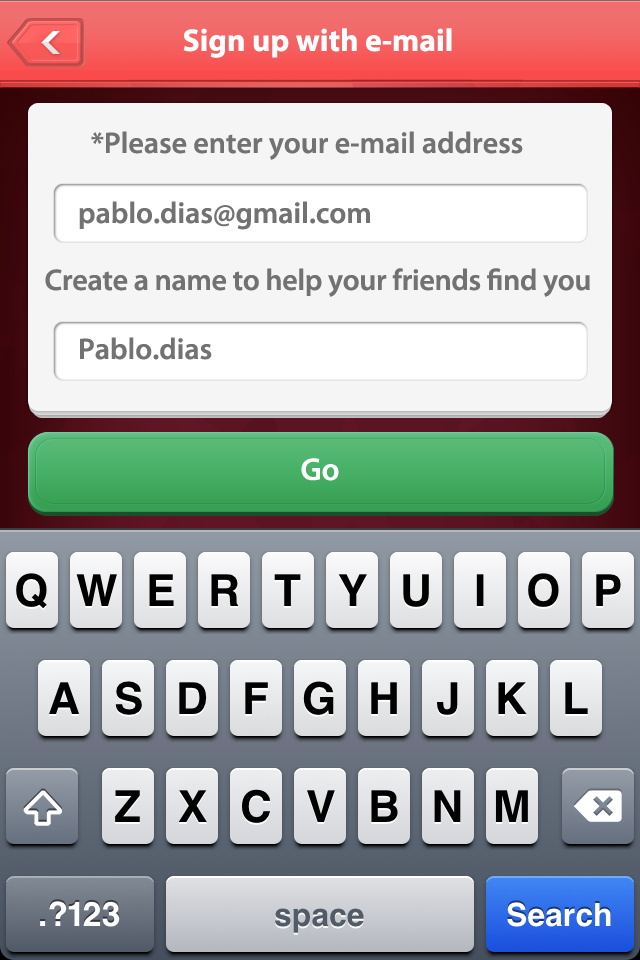 Sign up with e-mail
*Please enter your e-mail address
pablo.dias@gmail.com
Create a name to help your friends find you
Pablo.dias
Go
Q W E R T Y U I O P
A S D F G H J K L
Z X C V B N M
.?123 space Search